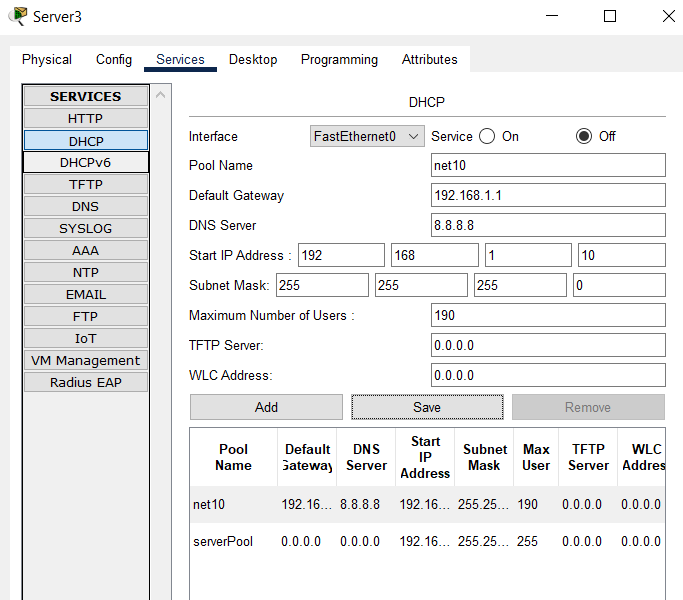 Server3
Physical Config Services Desktop Programming Attributes
SERVICES
HTTP
DHCP
DHCPv6
TFTP
DNS
SYSLOG
AAA
NTP
EMAIL
FTP
IoT
VM Management
Radius EAP
DHCP
Interface FastEthernet0 Service On Off
Pool Name net10
Default Gateway 192.168.1.1
DNS Server 8.8.8.8
Start IP Address : 192 168 1 10
Subnet Mask: 255 255 255 0
Maximum Number of Users : 190
TFTP Server: 0.0.0.0
WLC Address: 0.0.0.0
Add Save Remove
Pool Name Default Gateway DNS Server Start IP Address Subnet Mask Max User TFTP Server WLC Addres
net10 192.16... 8.8.8.8 192.16... 255.25... 190 0.0.0.0 0.0.0.0
serverPool 0.0.0.0 0.0.0.0 192.16... 255.25... 255 0.0.0.0 0.0.0.0